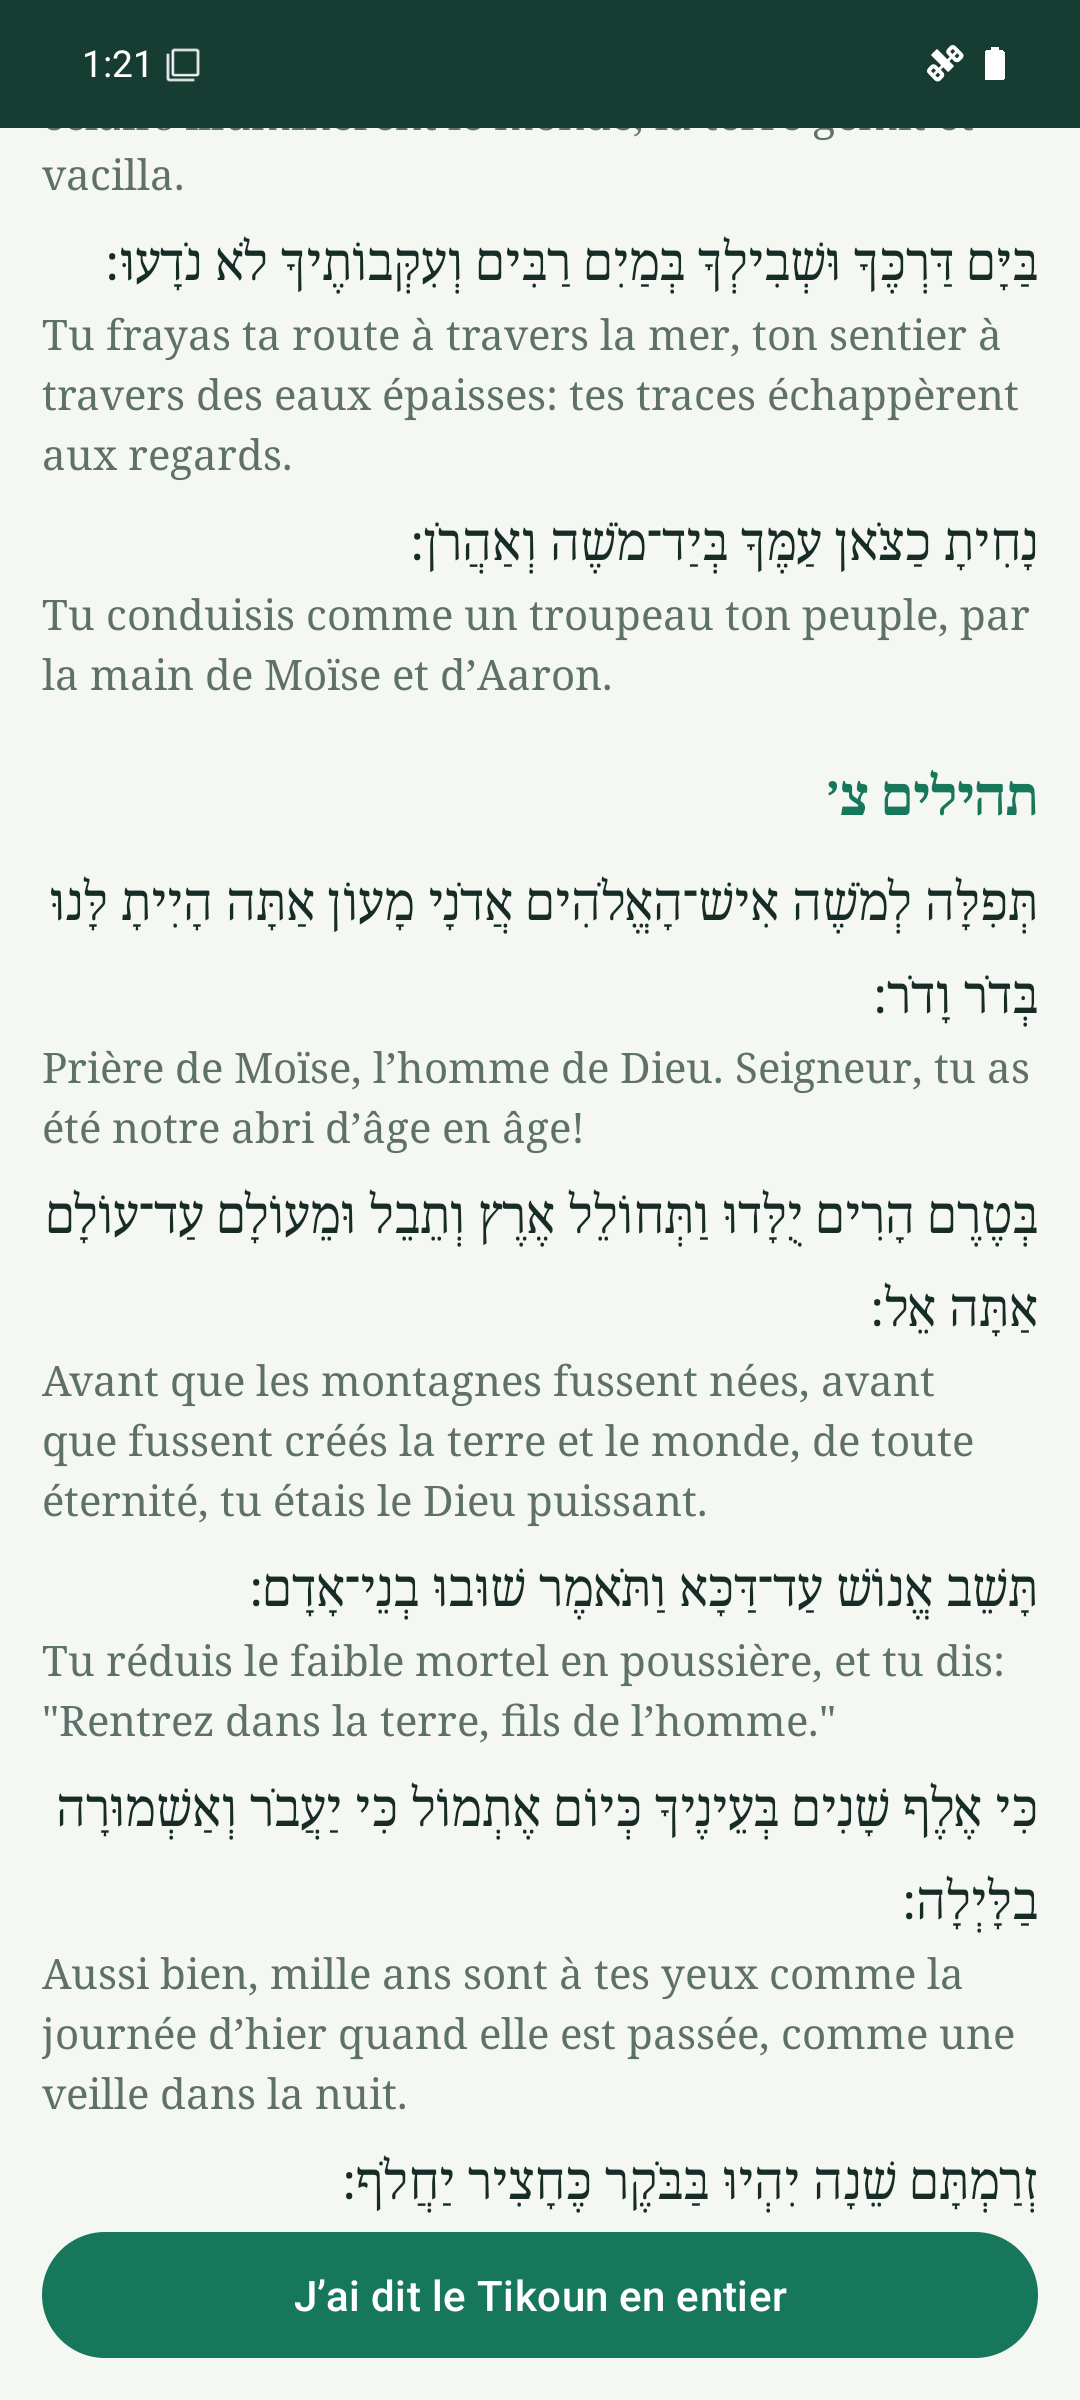 1:21
vacilla.
בַּיָּם דַּרְכֶּךָ וּשְׁבִילְךָ בְּמַיִם רַבִּים וְעִקְּבוֹתֶיךָ לֹא נֹדָעוּ:
Tu frayas ta route à travers la mer, ton sentier à
travers des eaux épaisses: tes traces échappèrent
aux regards.
נָחִיתָ כַצֹּאן עַמֶּךָ בְּיַד־מֹשֶׁה וְאַהֲרֹן:
Tu conduisis comme un troupeau ton peuple, par
la main de Moïse et d’Aaron.
תהילים צ’
תְּפִלָּה לְמֹשֶׁה אִישׁ־הָאֱלֹהִים אֲדֹנָי מָעוֹן אַתָּה הָיִיתָ לָּנוּ
בְּדֹר וָדֹר:
Prière de Moïse, l’homme de Dieu. Seigneur, tu as
été notre abri d’âge en âge!
בְּטֶרֶם הָרִים יֻלָּדוּ וַתְּחוֹלֵל אֶרֶץ וְתֵבֵל וּמֵעוֹלָם עַד־עוֹלָם
אַתָּה אֵל:
Avant que les montagnes fussent nées, avant
que fussent créés la terre et le monde, de toute
éternité, tu étais le Dieu puissant.
תָּשֵׁב אֱנוֹשׁ עַד־דַּכָּא וַתֹּאמֶר שׁוּבוּ בְנֵי־אָדָם:
Tu réduis le faible mortel en poussière, et tu dis:
"Rentrez dans la terre, fils de l’homme."
כִּי אֶלֶף שָׁנִים בְּעֵינֶיךָ כְּיוֹם אֶתְמוֹל כִּי יַעֲבֹר וְאַשְׁמוּרָה
בַלָּיְלָה:
Aussi bien, mille ans sont à tes yeux comme la
journée d’hier quand elle est passée, comme une
veille dans la nuit.
זְרַמְתָּם שֵׁנָה יִהְיוּ בַּבֹּקֶר כֶּחָצִיר יַחֲלֹף:
J’ai dit le Tikoun en entier